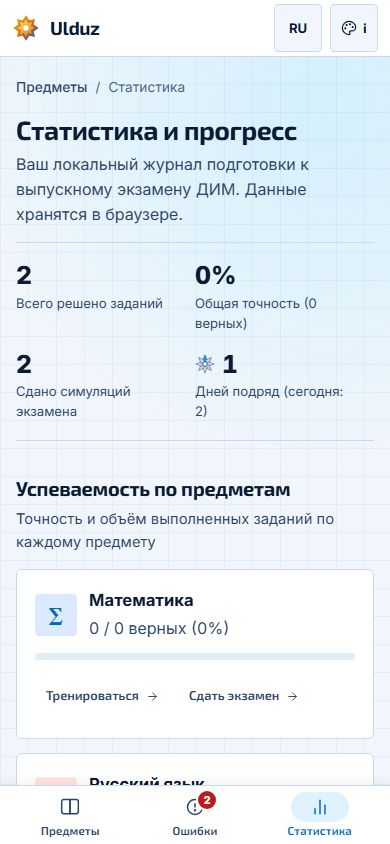 Ulduz
RU
i
Предметы / Статистика
Статистика и прогресс
Ваш локальный журнал подготовки к
выпускному экзамену ДИМ. Данные
хранятся в браузере.
2
Всего решено заданий
0%
Общая точность (0
верных)
2
Сдано симуляций
экзамена
1
Дней подряд (сегодня:
2)
Успеваемость по предметам
Точность и объём выполненных заданий по
каждому предмету
Σ
Математика
0 / 0 верных (0%)
Тренироваться →
Сдать экзамен →
Русский язык
Предметы
2
Ошибки
Статистика